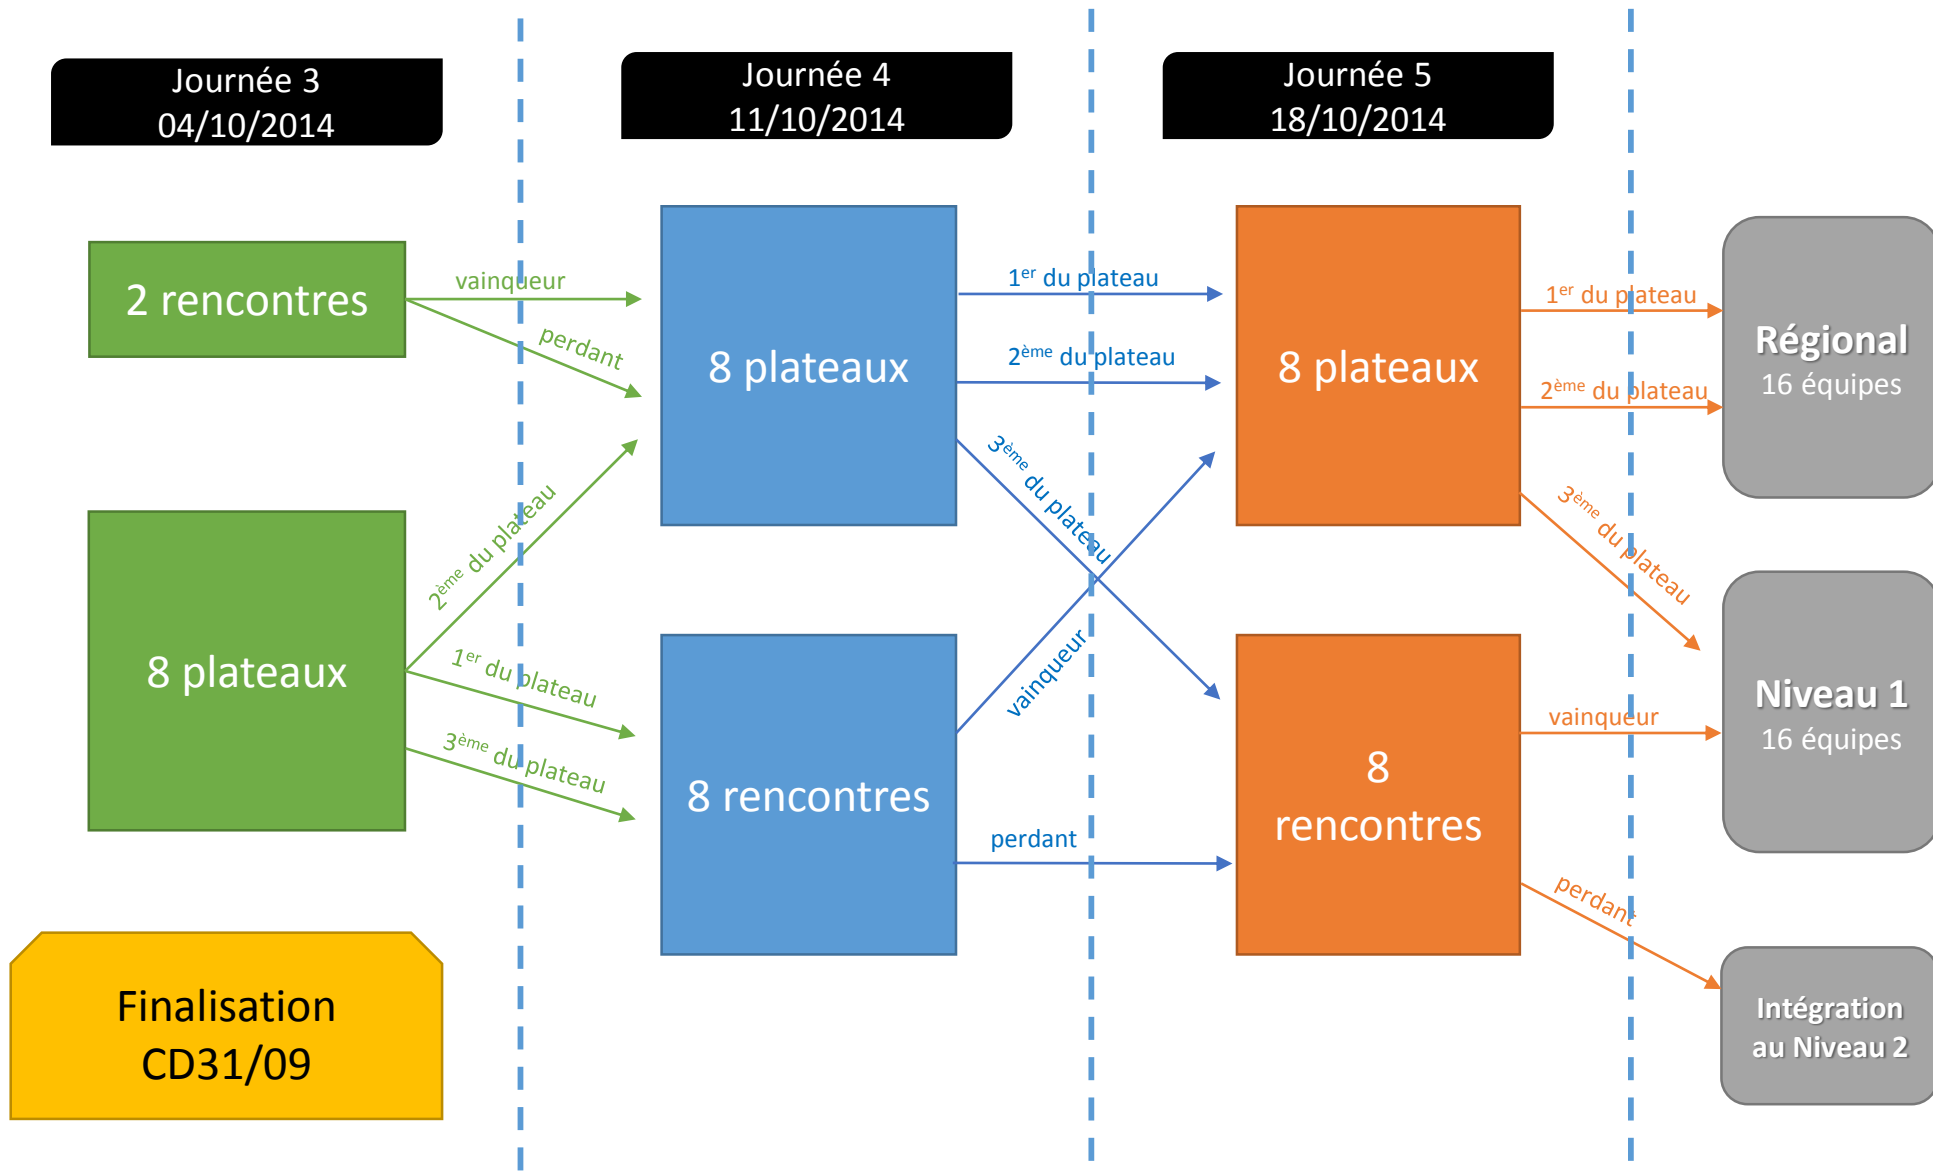 Journée 3
04/10/2014
Journée 4
11/10/2014
Journée 5
18/10/2014
2 rencontres
vainqueur
perdant
8 plateaux
2ème du plateau
1er du plateau
3ème du plateau
Finalisation
CD31/09
8 plateaux
1er du plateau
2ème du plateau
3ème du plateau
8 rencontres
vainqueur
perdant
8 plateaux
1er du plateau
2ème du plateau
3ème du plateau
8
rencontres
vainqueur
perdant
Régional
16 équipes
Niveau 1
16 équipes
Intégration
au Niveau 2